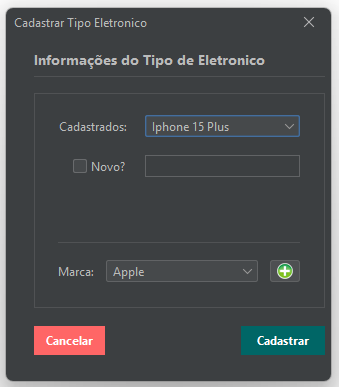 Cadastrar Tipo Eletronico
Informações do Tipo de Eletronico
Cadastrados: Iphone 15 Plus
Novo?
Marca: Apple
Cancelar Cadastrar